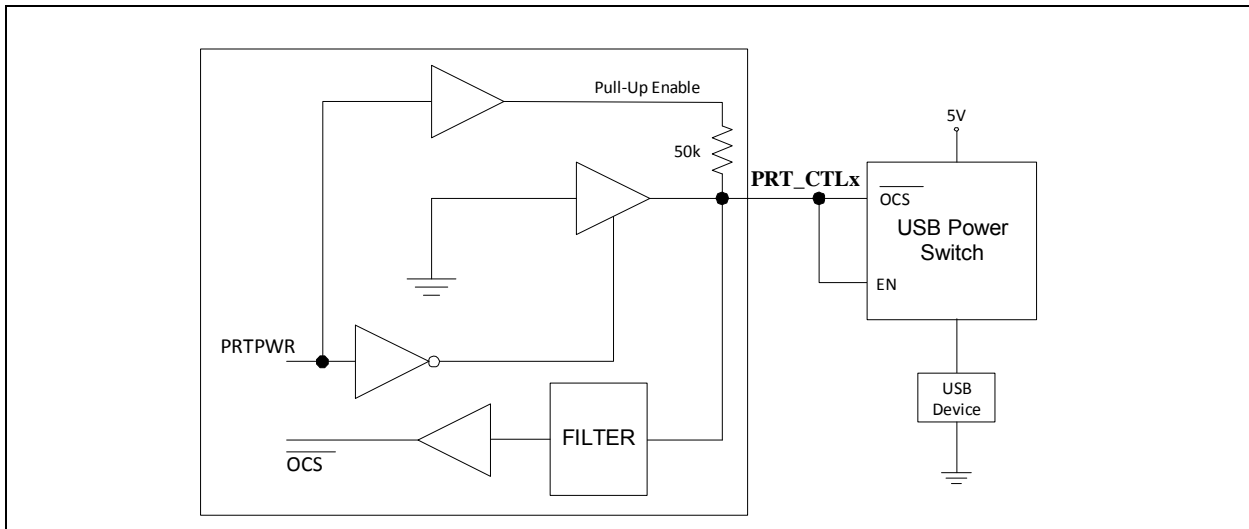 Pull-Up Enable
5V
50k
PRT_CTLx
OCS
USB Power
Switch
EN
PRTPWR
USB
Device
FILTER
OCS